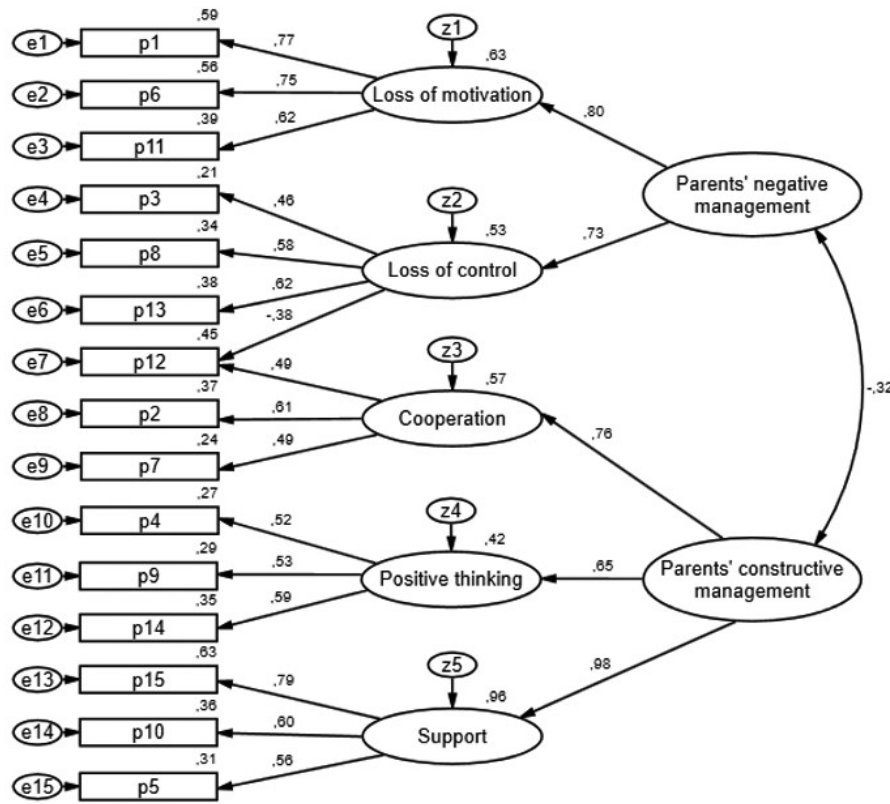 ,59
z1
e1
p1
,77
,63
,56
e2
p6
,75
Loss of motivation
,39
,62
,80
e3
p11
,21
z2
e4
p3
,46
Parents' negative
management
,34
,53
e5
p8
,58
,73
Loss of control
,38
,62
e6
p13
-,38
,45
z3
e7
p12
,49
,57
,37
-,32
e8
p2
,61
Cooperation
,24
,49
,76
e9
p7
,27
z4
e10
p4
,52
,42
,29
e11
p9
,53
Positive thinking
,65
Parents' constructive
management
,35
,59
e12
p14
,63
z5
,98
e13
p15
,79
,96
,36
e14
p10
,60
Support
,31
,56
e15
p5